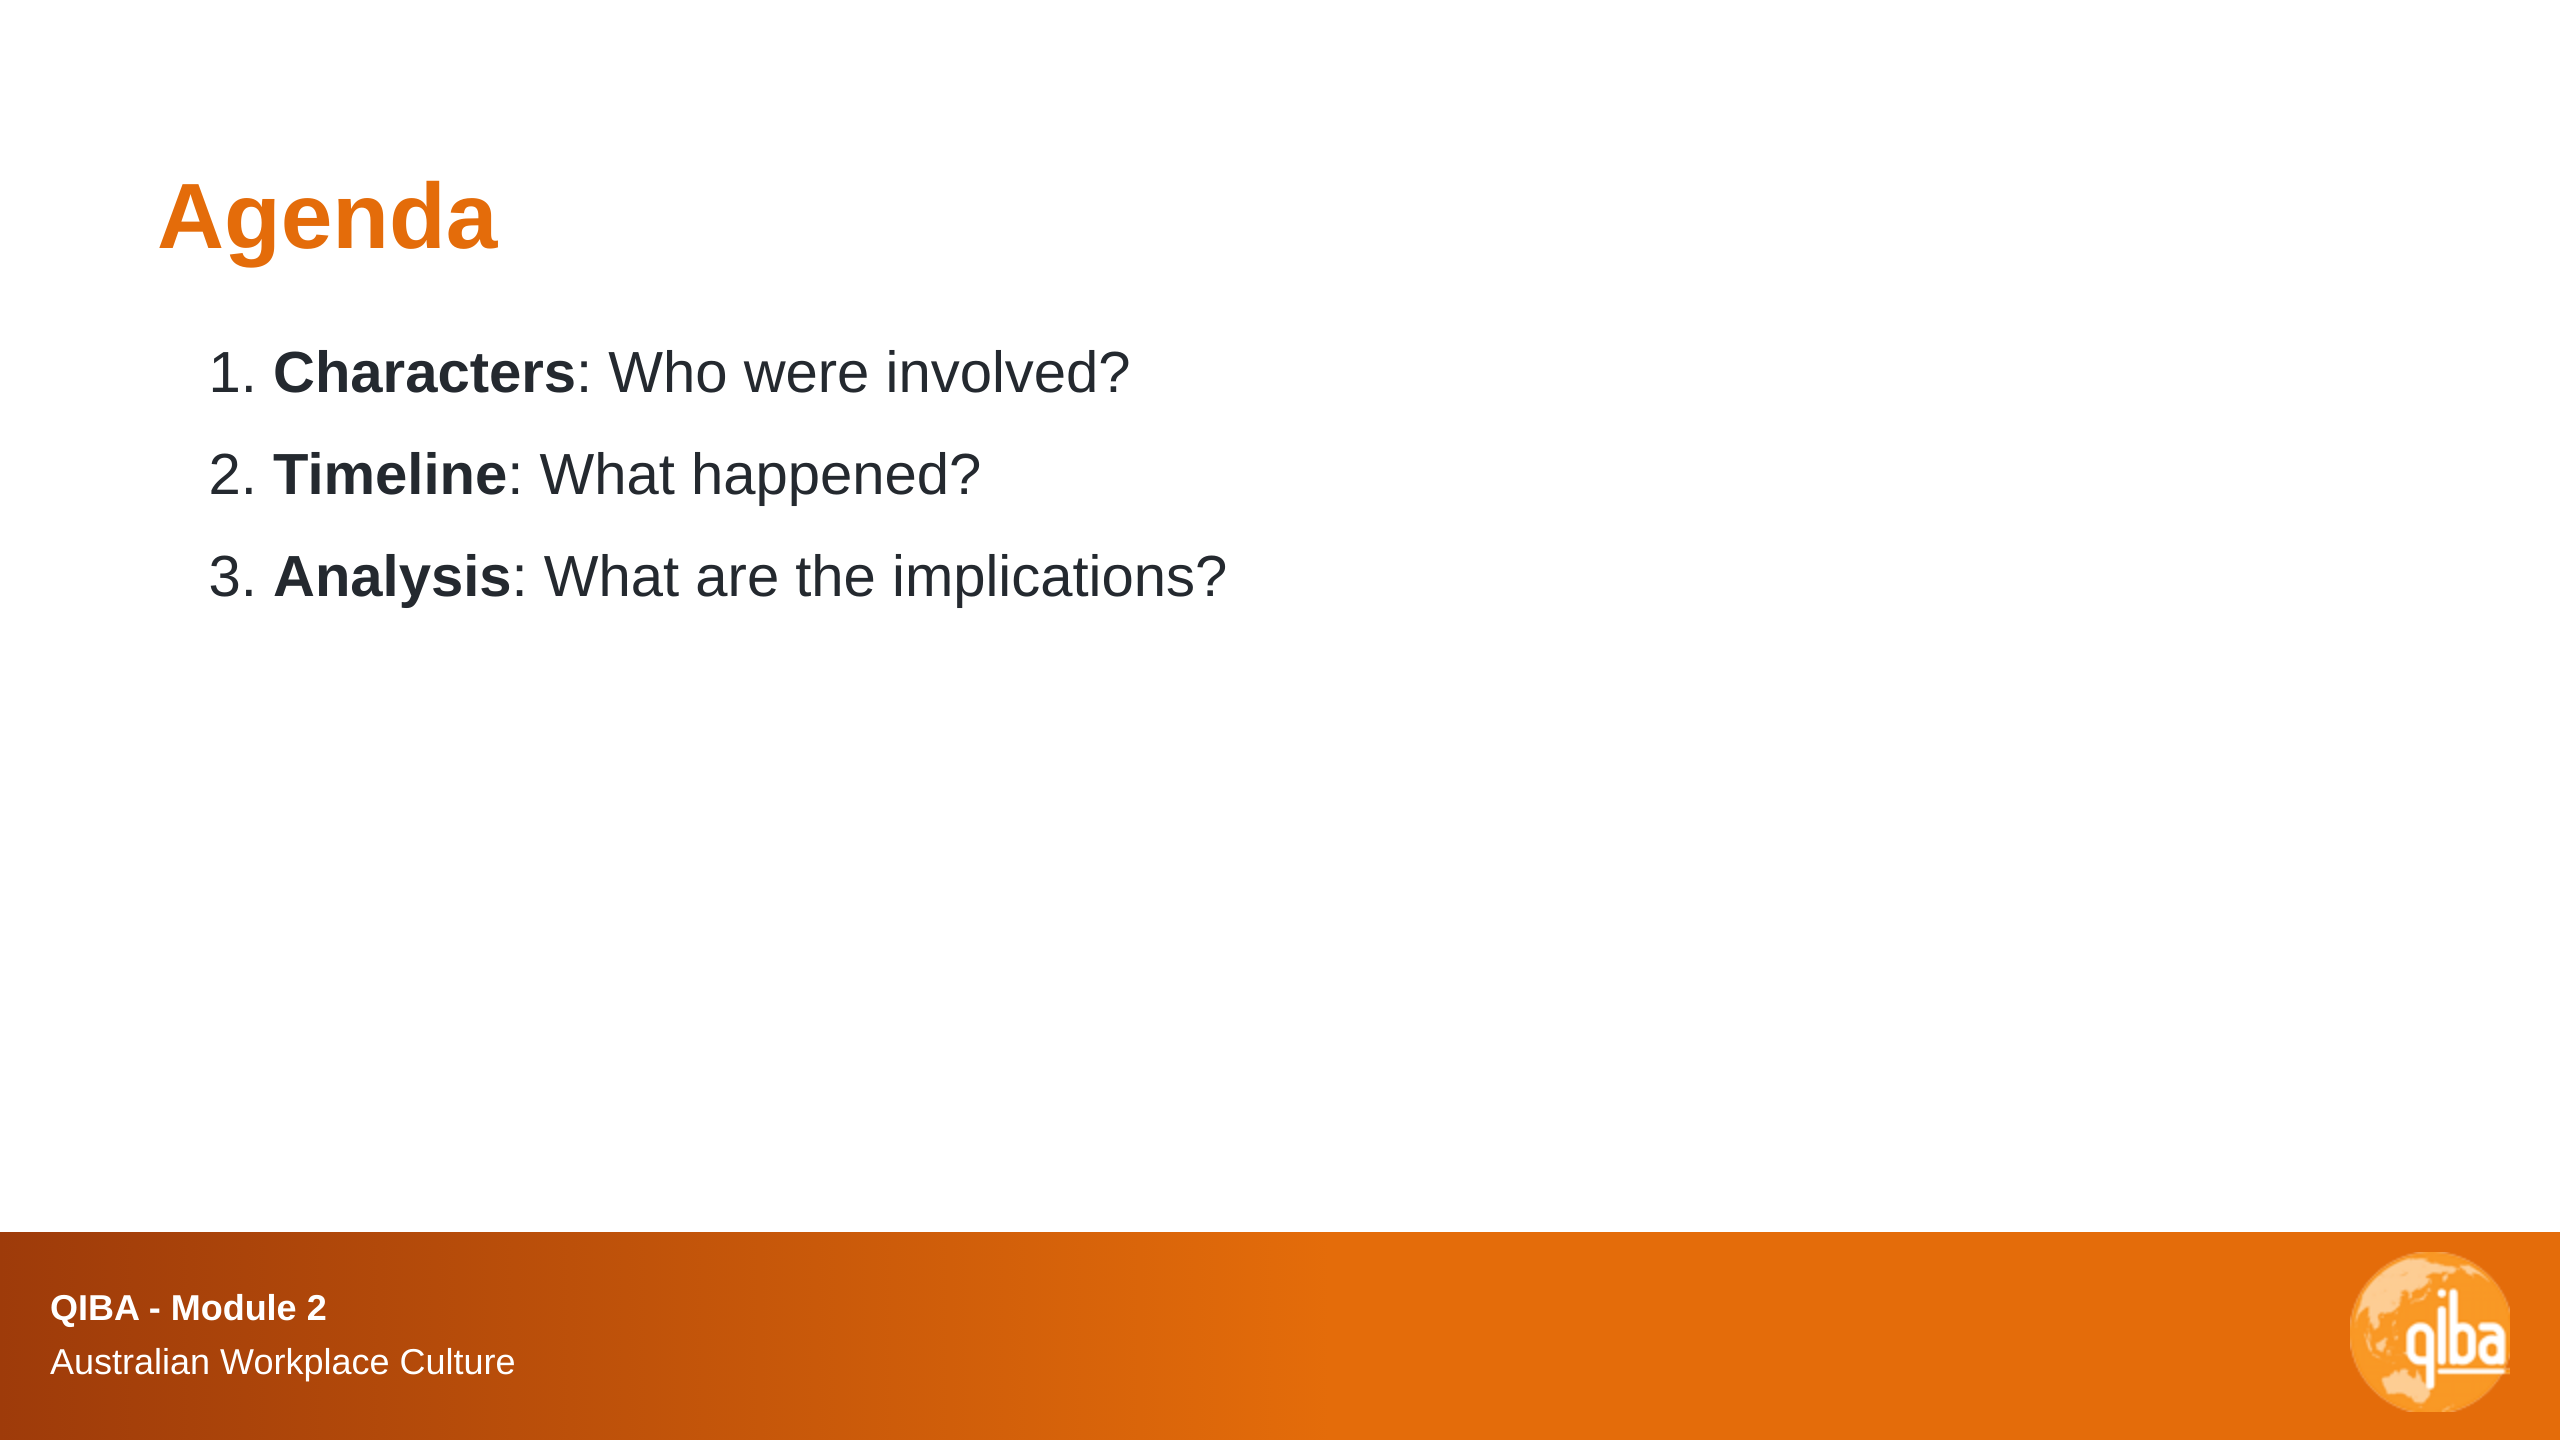 Agenda
1. Characters: Who were involved?
2. Timeline: What happened?
3. Analysis: What are the implications?
QIBA - Module 2
Australian Workplace Culture
qiba